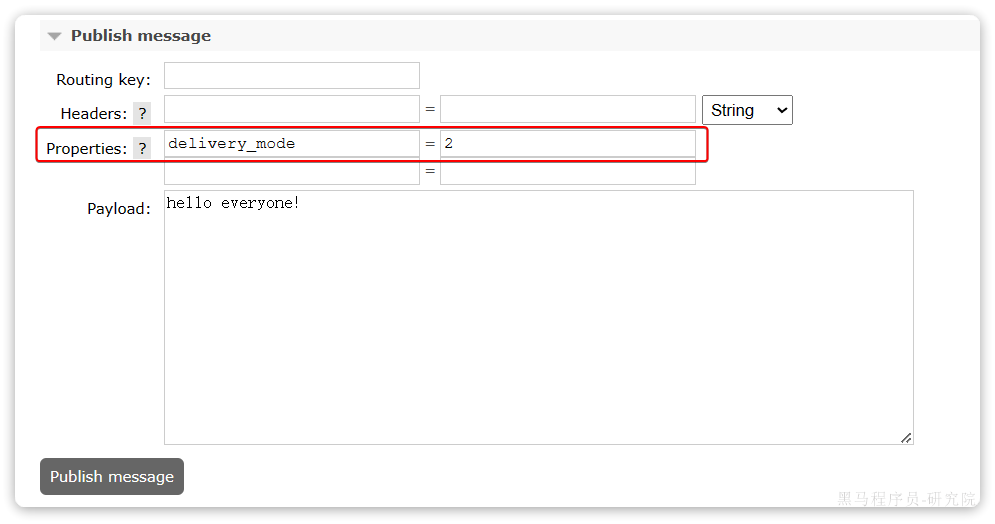 Publish message
Routing key:
Headers: ? = String
Properties: ? delivery_mode = 2
=
Payload: hello everyone!
Publish message
黑马程序员-研究院